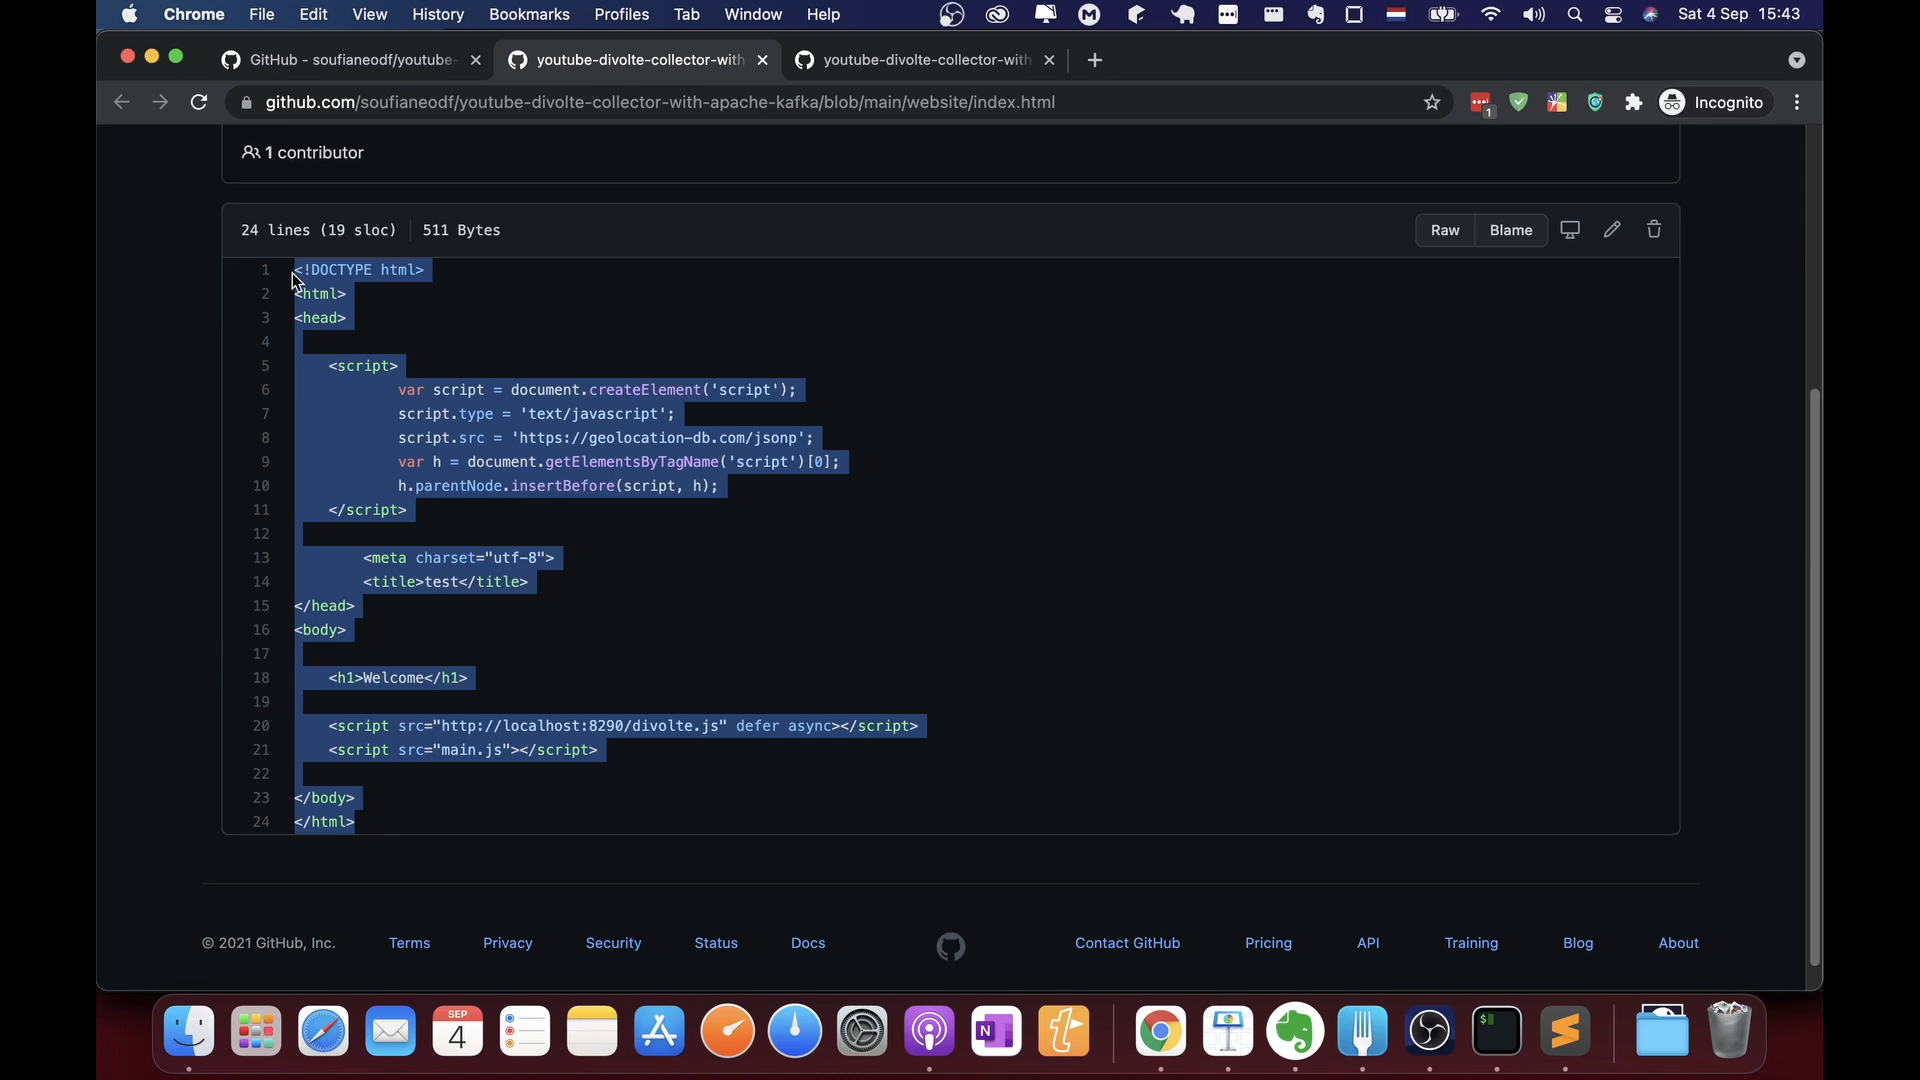 Chrome File Edit View History Bookmarks Profiles Tab Window Help Sat 4 Sep 15:43
GitHub - soufianeodf/youtube- youtube-divolte-collector-with youtube-divolte-collector-with
github.com/soufianeodf/youtube-divolte-collector-with-apache-kafka/blob/main/website/index.html 1 Incognito
1 contributor
24 lines (19 sloc) 511 Bytes Raw Blame
1 <!DOCTYPE html>
2 <html>
3 <head>
4
5 <script>
6 var script = document.createElement('script');
7 script.type = 'text/javascript';
8 script.src = 'https://geolocation-db.com/jsonp';
9 var h = document.getElementsByTagName('script')[0];
10 h.parentNode.insertBefore(script, h);
11 </script>
12
13 <meta charset="utf-8">
14 <title>test</title>
15 </head>
16 <body>
17
18 <h1>Welcome</h1>
19
20 <script src="http://localhost:8290/divolte.js" defer async></script>
21 <script src="main.js"></script>
22
23 </body>
24 </html>
© 2021 GitHub, Inc. Terms Privacy Security Status Docs Contact GitHub Pricing API Training Blog About
SEP
4
N
$